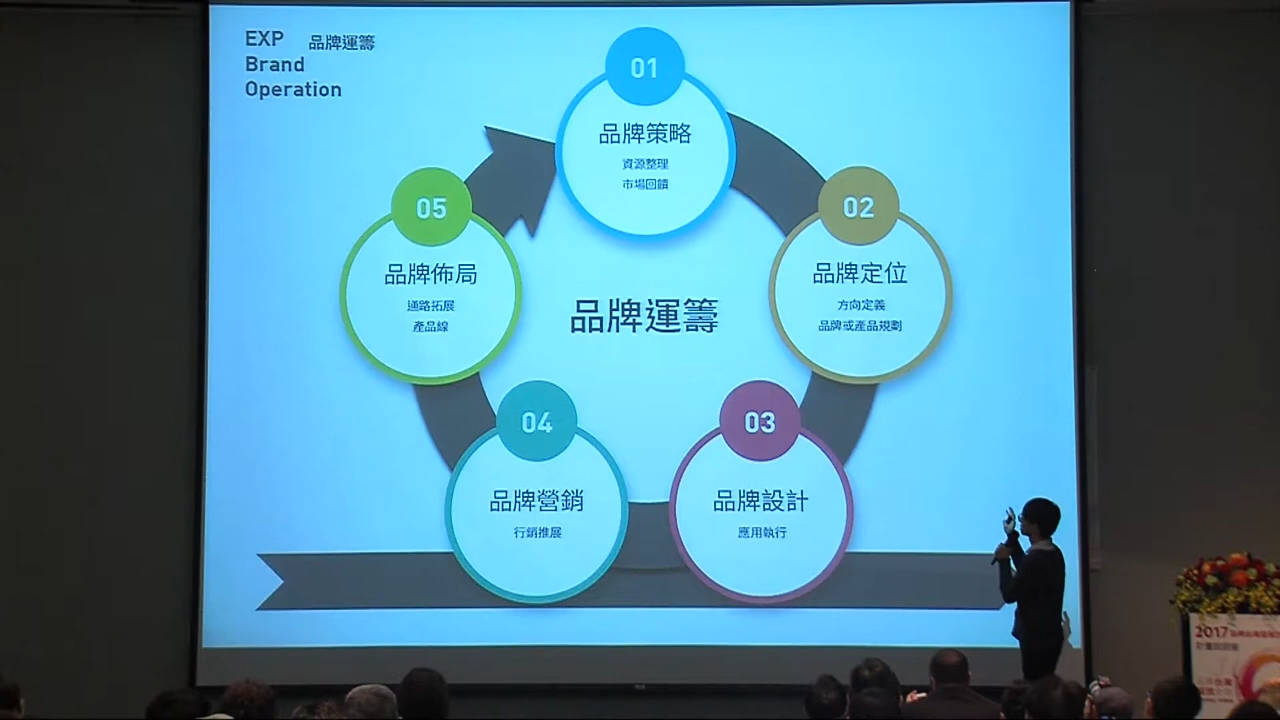 EXP 品牌運籌
Brand
Operation
01
品牌策略
資源整理
市場回饋
02
品牌定位
方向定義
品牌或產品規劃
03
品牌設計
應用執行
04
品牌營銷
行銷推展
05
品牌佈局
通路拓展
產品線
品牌運籌
2017